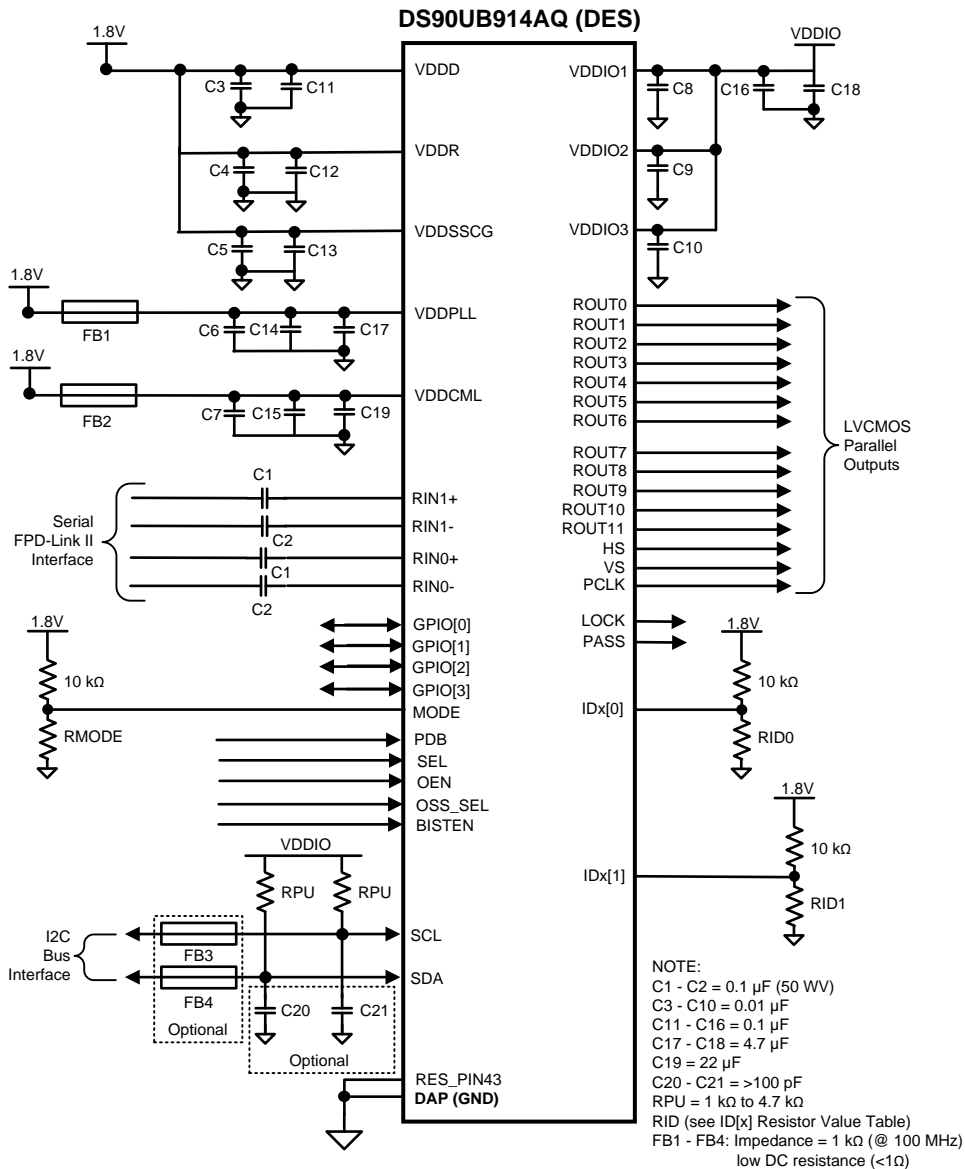 DS90UB914AQ (DES)
1.8V
VDDD
C3
C11
VDDR
C4
C12
VDDSSCG
C5
C13
1.8V
FB1
VDDPLL
C6
C14
C17
1.8V
FB2
VDDCML
C7
C15
C19
Serial
FPD-Link II
Interface
C1
RIN1+
C2
RIN1-
C1
RIN0+
C2
RIN0-
GPIO[0]
GPIO[1]
GPIO[2]
GPIO[3]
1.8V
10 kΩ
MODE
RMODE
PDB
SEL
OEN
OSS_SEL
BISTEN
VDDIO
RPU
RPU
I2C
Bus
Interface
FB3
SCL
FB4
SDA
Optional
C20
C21
Optional
RES_PIN43
DAP (GND)
VDDIO
VDDIO1
C8
C16
C18
VDDIO2
C9
VDDIO3
C10
ROUT0
ROUT1
ROUT2
ROUT3
ROUT4
ROUT5
ROUT6
ROUT7
ROUT8
ROUT9
ROUT10
ROUT11
HS
VS
PCLK
LVCMOS
Parallel
Outputs
LOCK
PASS
1.8V
10 kΩ
IDx[0]
RID0
1.8V
10 kΩ
IDx[1]
RID1
NOTE:
C1 - C2 = 0.1 µF (50 WV)
C3 - C10 = 0.01 µF
C11 - C16 = 0.1 µF
C17 - C18 = 4.7 µF
C19 = 22 µF
C20 - C21 = >100 pF
RPU = 1 kΩ to 4.7 kΩ
RID (see ID[x] Resistor Value Table)
FB1 - FB4: Impedance = 1 kΩ (@ 100 MHz)
low DC resistance (<1Ω)